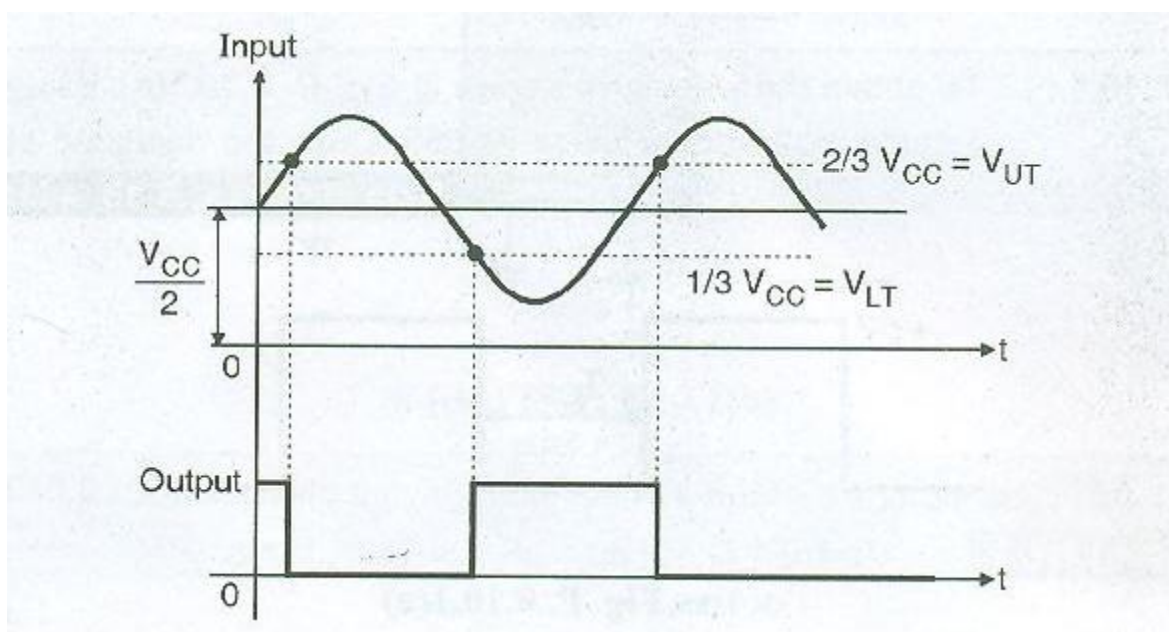 Input
2/3 V_CC = V_UT
V_CC
2
1/3 V_CC = V_LT
0
t
Output
0
t